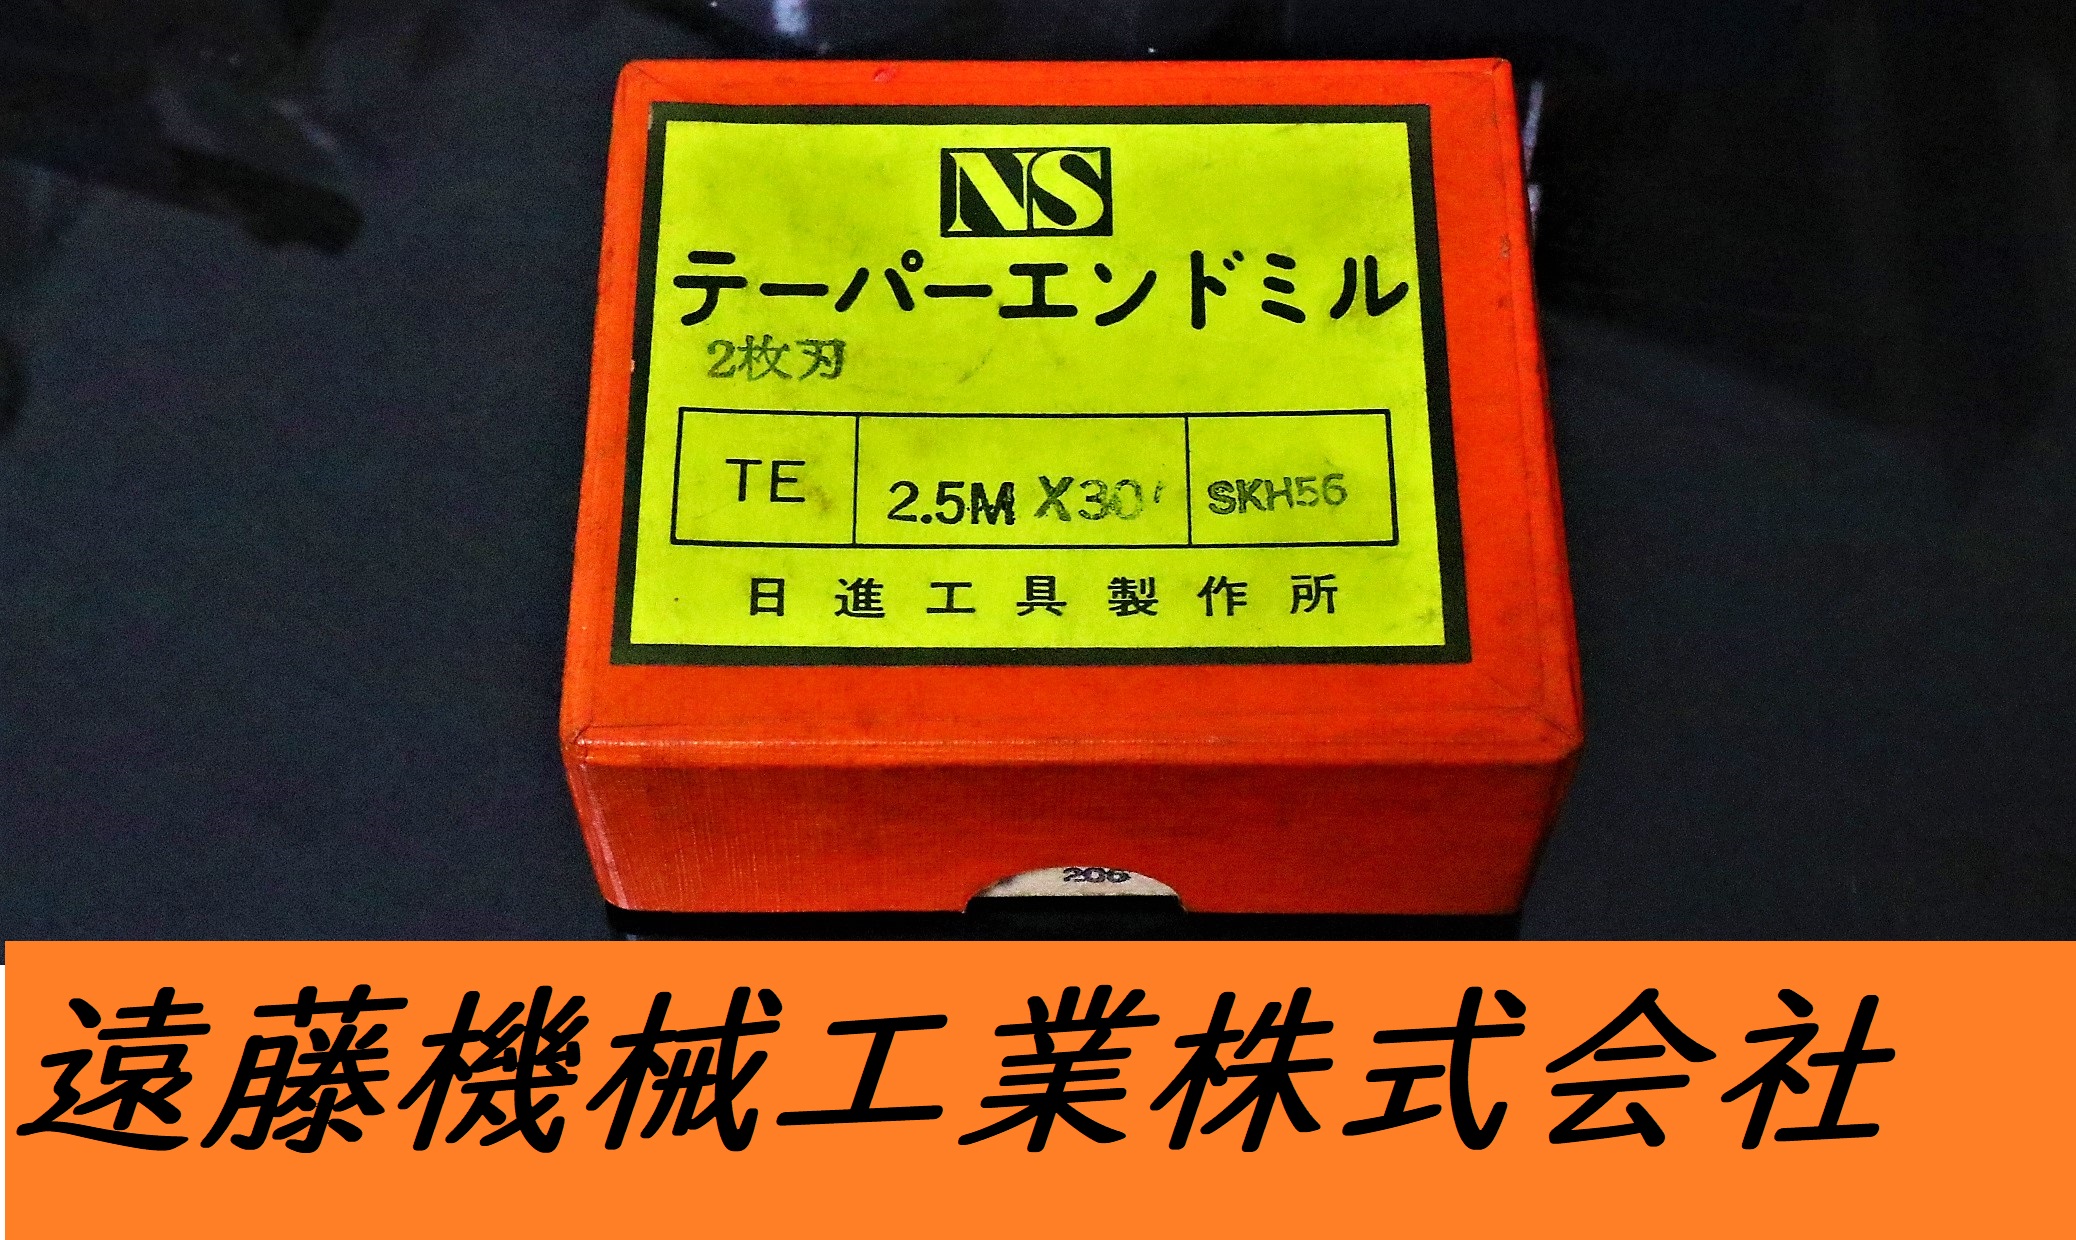 NS
テーパーエンドミル
2枚刃
TE 2.5M X30' SKH56
日進工具製作所
206
遠藤機械工業株式会社